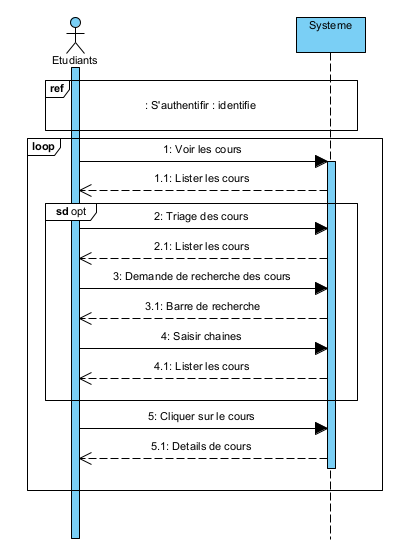 Systeme
Etudiants
ref
: S'authentifir : identifie
loop
1: Voir les cours
1.1: Lister les cours
sd opt
2: Triage des cours
2.1: Lister les cours
3: Demande de recherche des cours
3.1: Barre de recherche
4: Saisir chaines
4.1: Lister les cours
5: Cliquer sur le cours
5.1: Details de cours